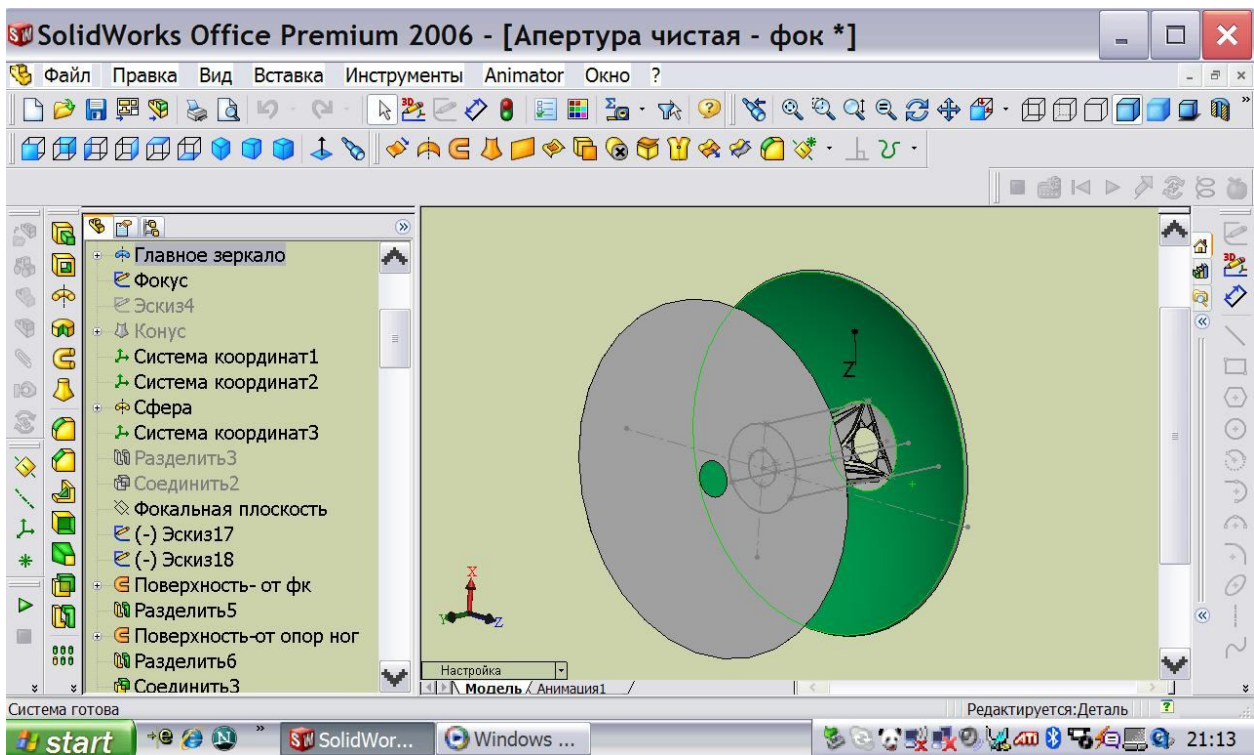 SolidWorks Office Premium 2006 - [Апертура чистая - фок *]
Файл Правка Вид Вставка Инструменты Animator Окно ?
Главное зеркало
Фокус
Эскиз4
Конус
Система координат1
Система координат2
Сфера
Система координат3
Разделить3
Соединить2
Фокальная плоскость
(-) Эскиз17
(-) Эскиз18
Поверхность- от фк
Разделить5
Поверхность-от опор ног
Разделить6
Соединить3
Z
X
Y
Z
Настройка
Модель Анимация1
Система готова
Редактируется:Деталь
start
SolidWor...
Windows ...
21:13